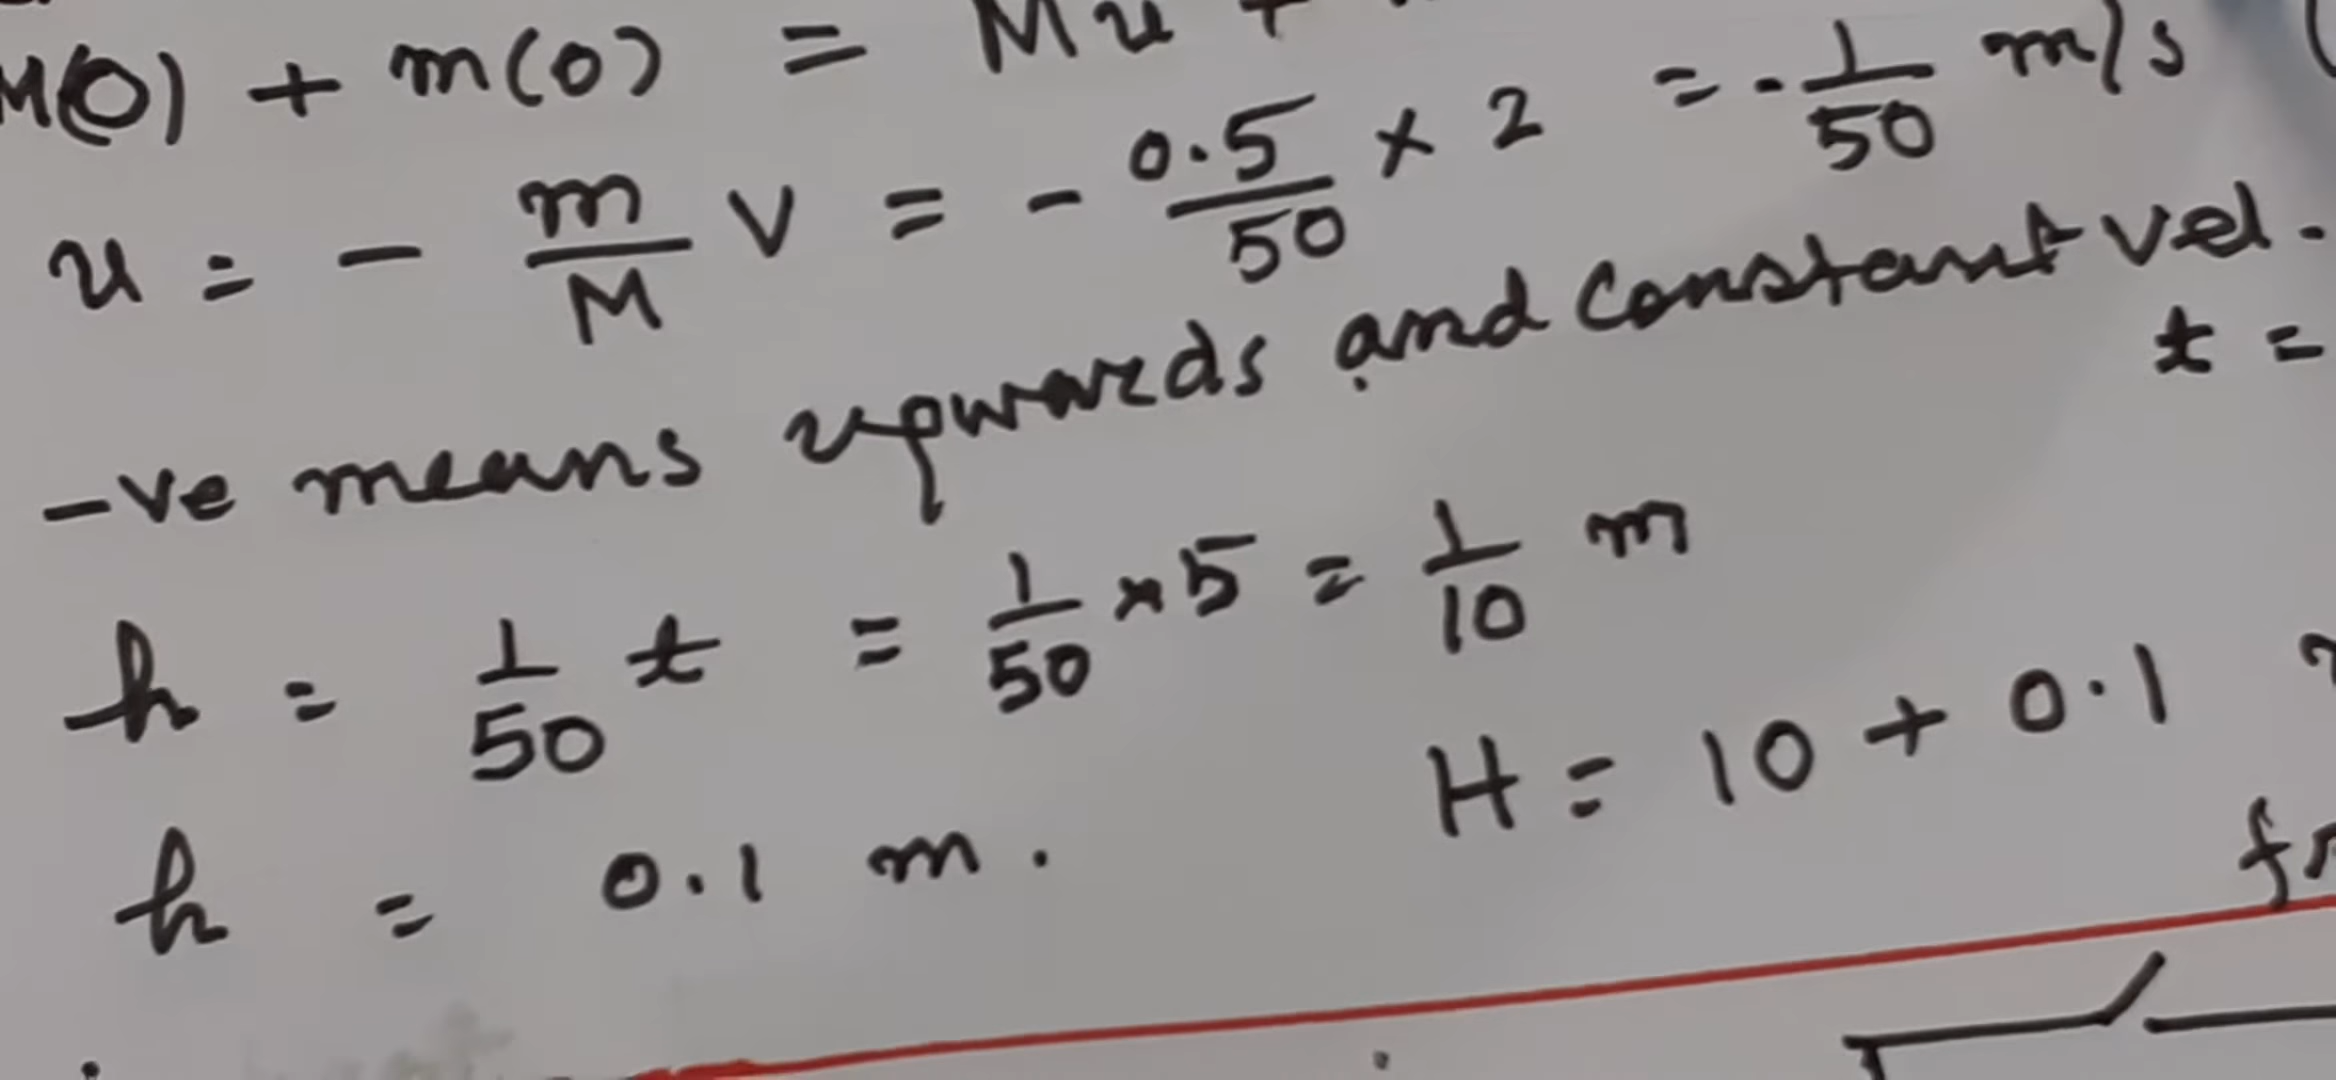 M(0) + m(0) = Mu +
u = - m/M V = - 0.5/50 × 2 = - 1/50 m/s (
-ve means upwards and constant vel.
t =
h = 1/50 t = 1/50 × 5 = 1/10 m
H = 10 + 0.1
h = 0.1 m.